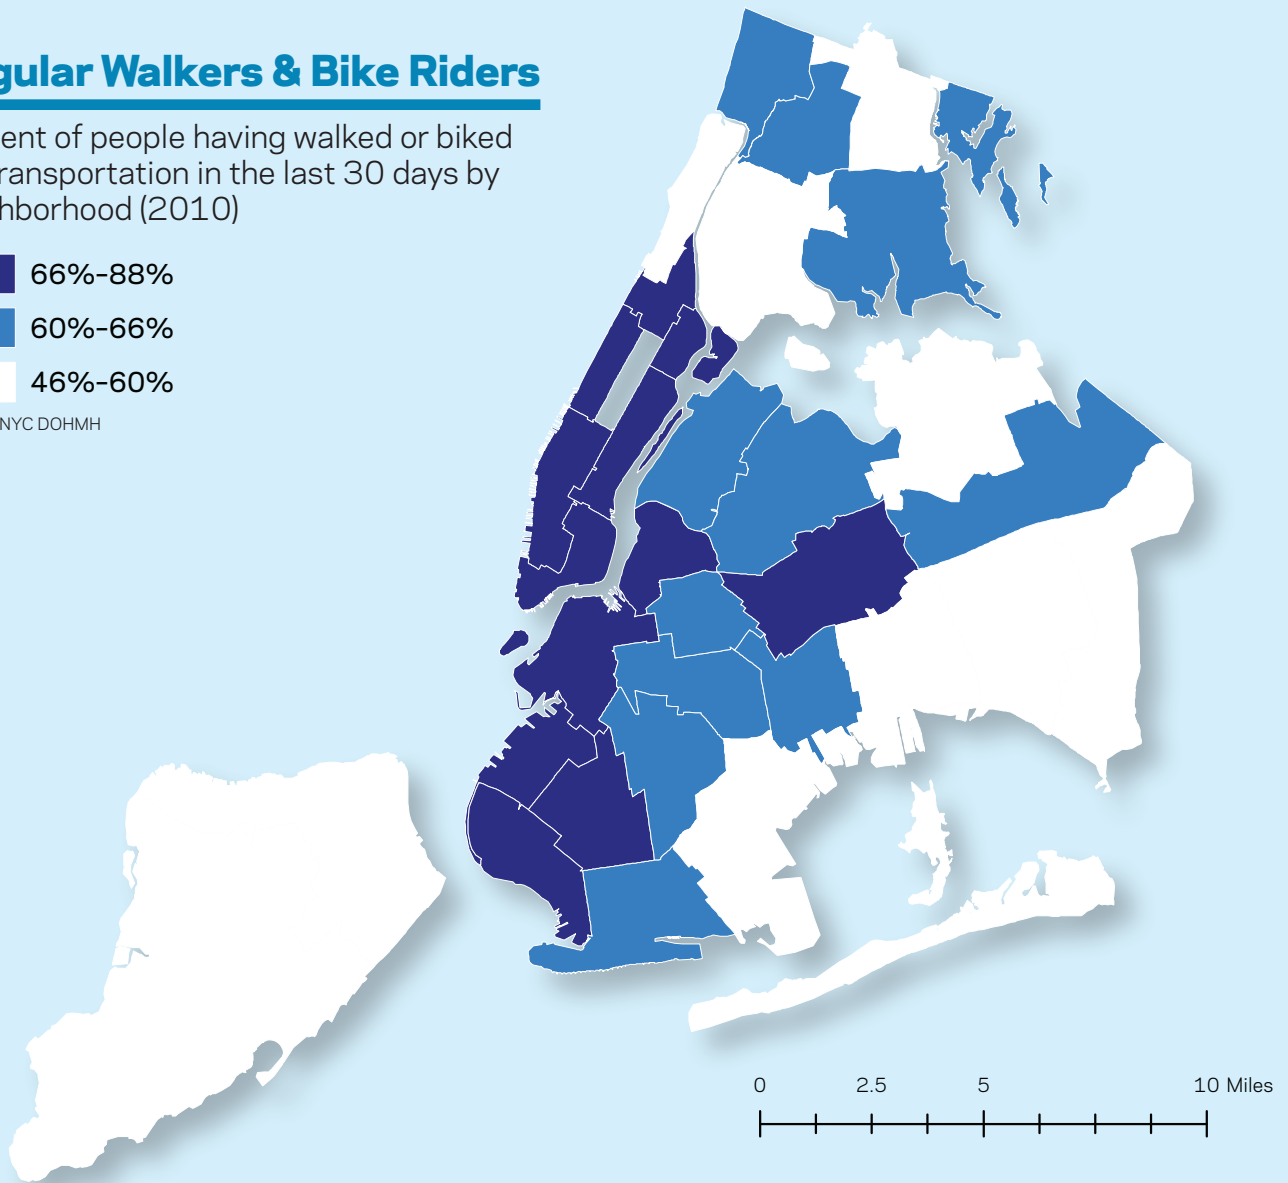 gular Walkers & Bike Riders
ent of people having walked or biked
ransportation in the last 30 days by
hborhood (2010)
66%-88%
60%-66%
46%-60%
NYC DOHMH
0 2.5 5 10 Miles